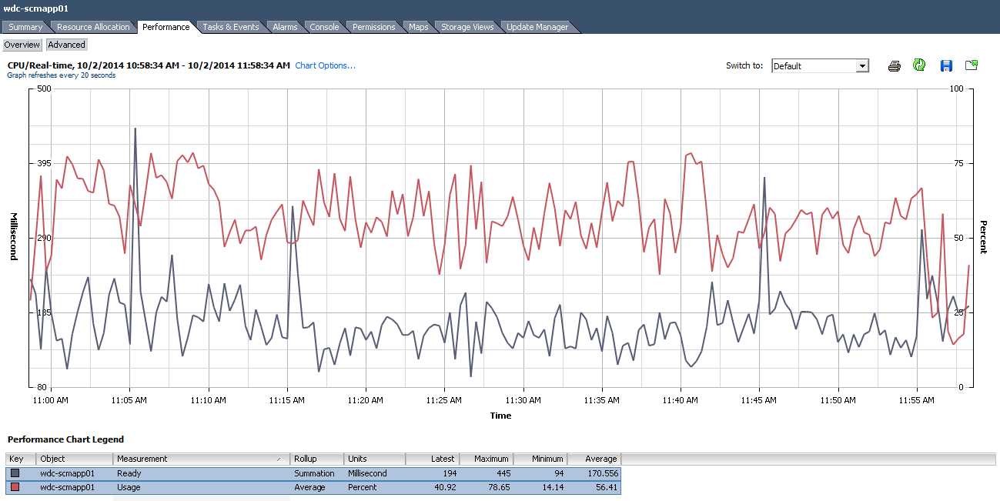 wdc-scmapp01
Summary Resource Allocation Performance Tasks & Events Alarms Console Permissions Maps Storage Views Update Manager
Overview Advanced
CPU/Real-time, 10/2/2014 10:58:34 AM - 10/2/2014 11:58:34 AM Chart Options... Switch to: Default
Graph refreshes every 20 seconds
500 100
395 75
Millisecond 290 50 Percent
185 25
80 0
11:00 AM 11:05 AM 11:10 AM 11:15 AM 11:20 AM 11:25 AM 11:30 AM 11:35 AM 11:40 AM 11:45 AM 11:50 AM 11:55 AM
Time
Performance Chart Legend
Key Object Measurement Rollup Units Latest Maximum Minimum Average
wdc-scmapp01 Ready Summation Millisecond 194 445 94 170.556
wdc-scmapp01 Usage Average Percent 40.92 78.65 14.14 56.41